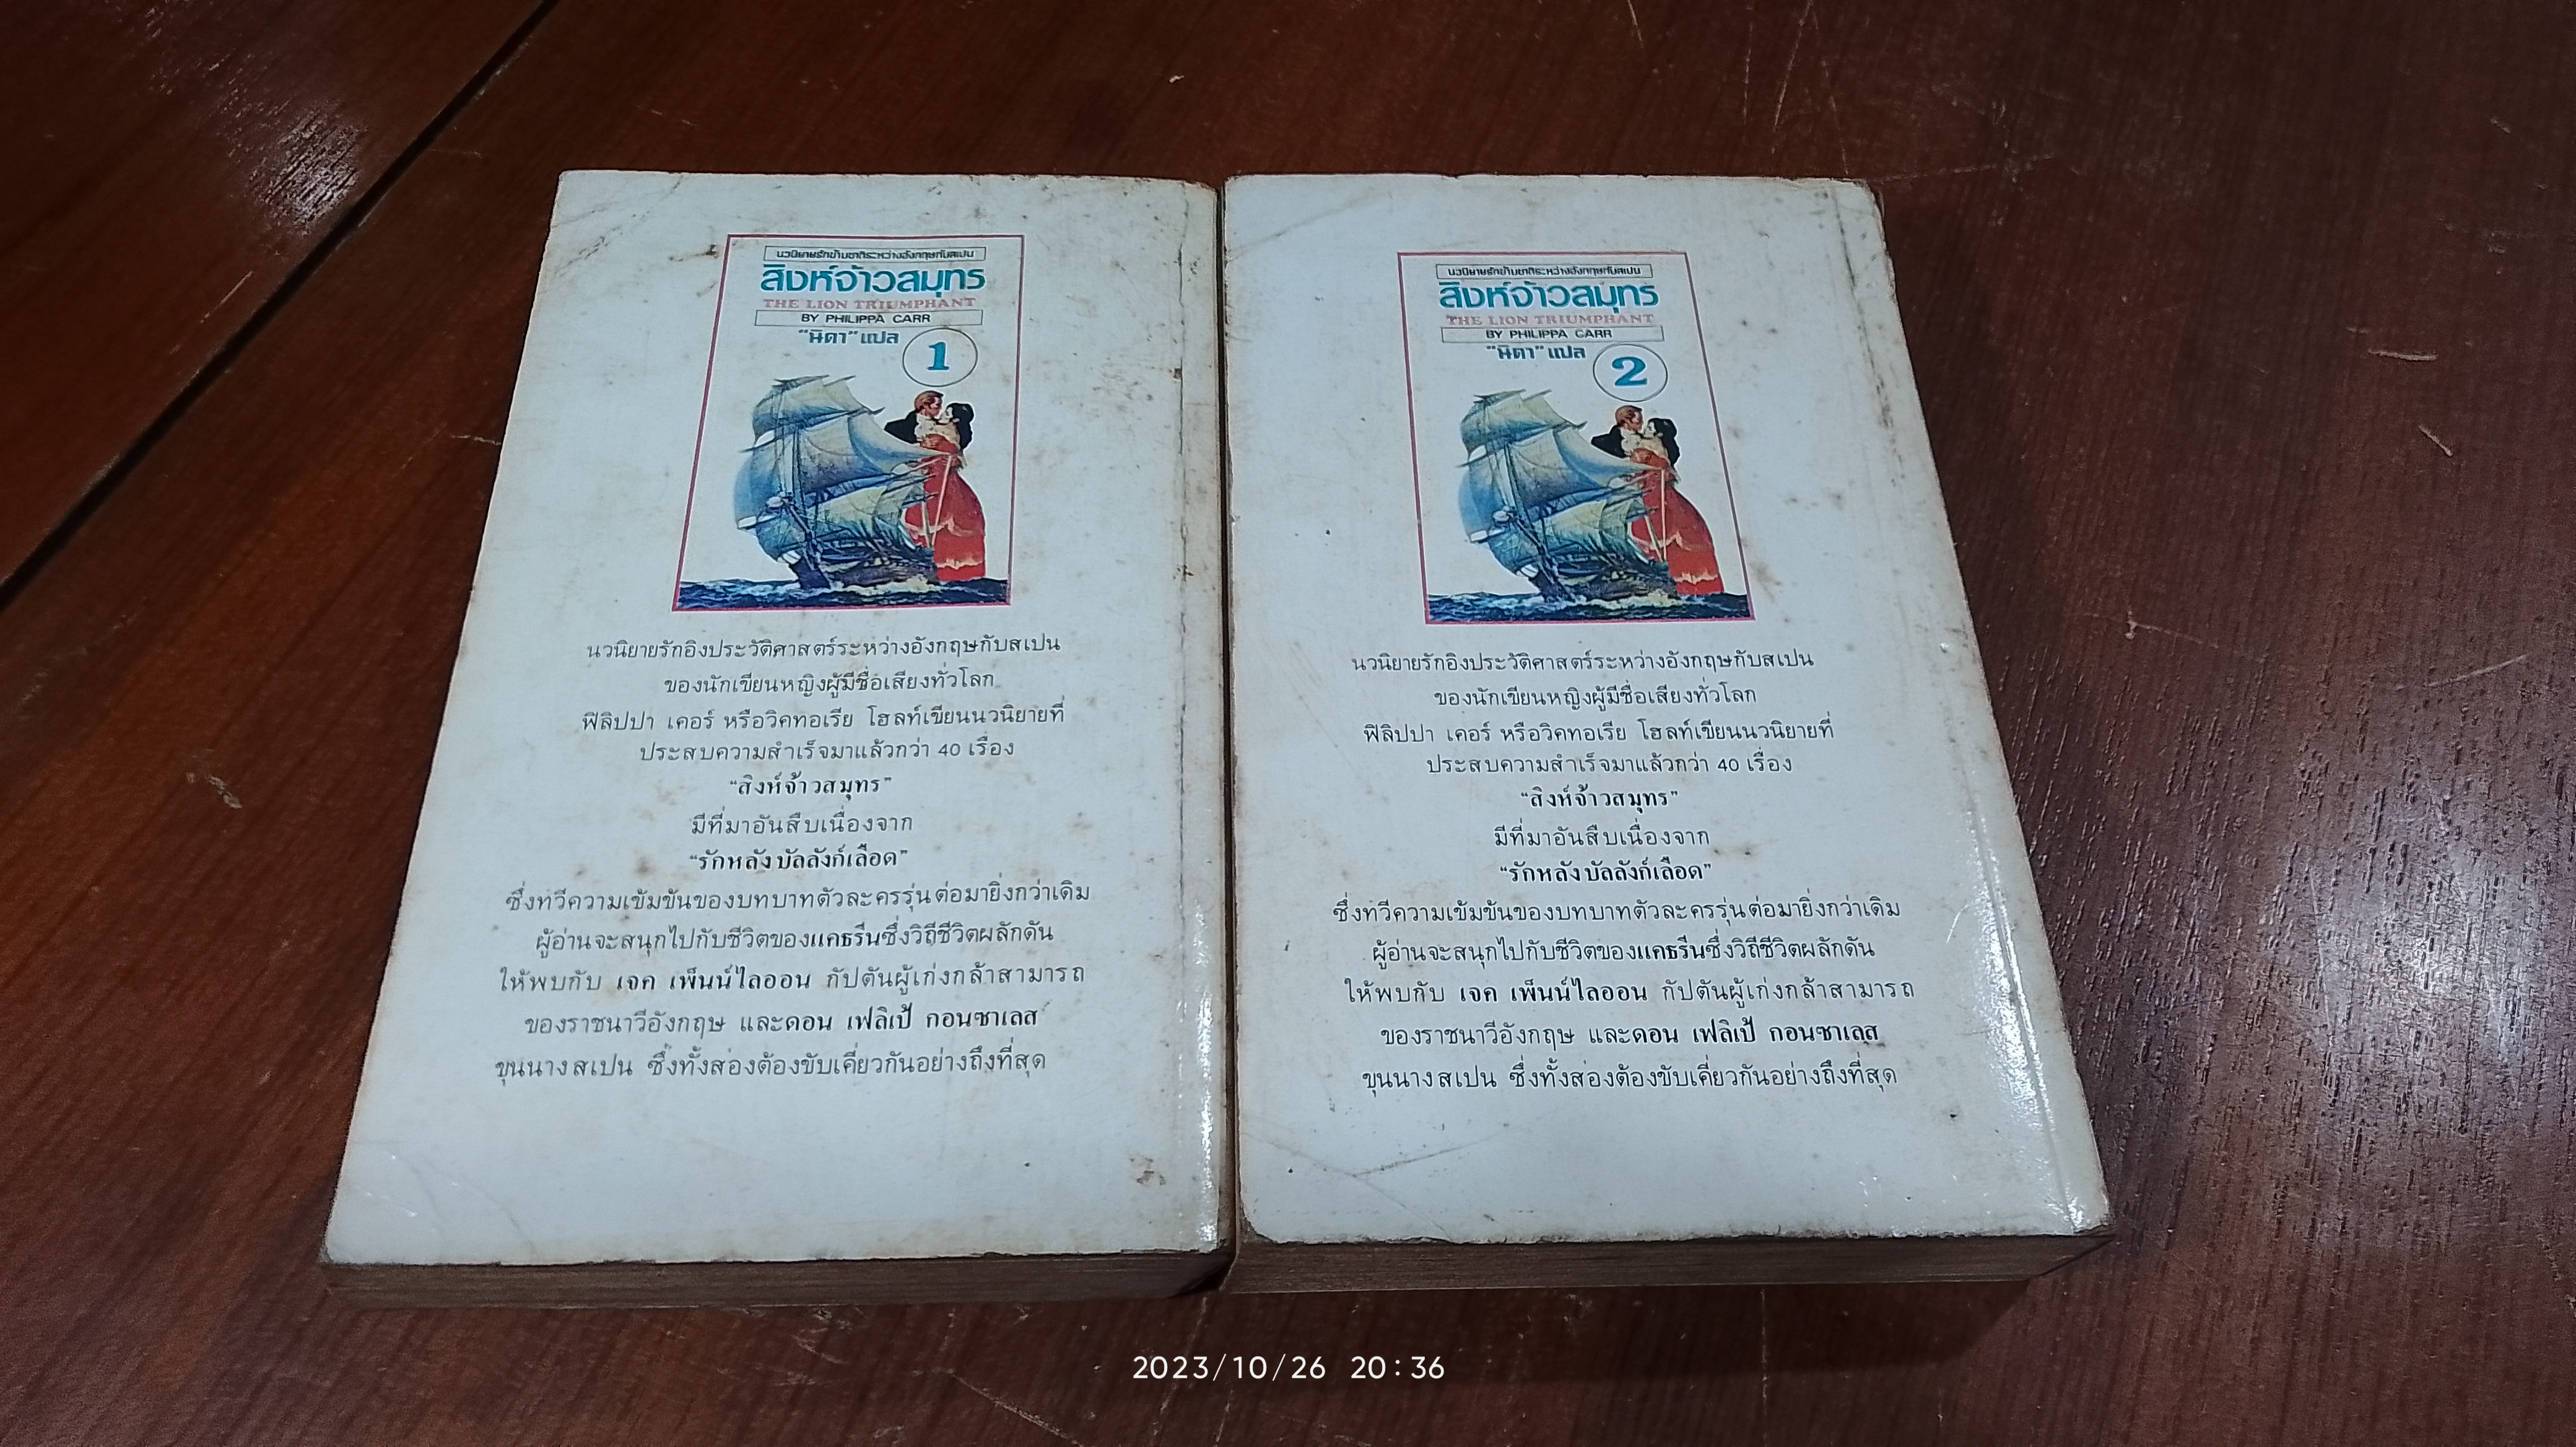 นวนิยายรักข้ามชาติระหว่างอังกฤษกับสเปน
สิงห์จ้าวสมุทร
THE LION TRIUMPHANT
BY PHILIPPA CARR
"นิดา" แปล
1
นวนิยายรักอิงประวัติศาสตร์ระหว่างอังกฤษกับสเปน
ของนักเขียนหญิงผู้มีชื่อเสียงทั่วโลก
ฟิลิปปา เคอร์ หรือวิคทอเรีย โฮลท์เขียนนวนิยายที่
ประสบความสำเร็จมาแล้วกว่า 40 เรื่อง
"สิงห์จ้าวสมุทร"
มีที่มาอันสืบเนื่องจาก
"รักหลังบัลลังก์เลือด"
ซึ่งทวีความเข้มข้นของบทบาทตัวละครรุ่นต่อมายิ่งกว่าเดิม
ผู้อ่านจะสนุกไปกับชีวิตของแคธรีนซึ่งวิถีชีวิตผลักดัน
ให้พบกับ เจค เพ็นน์ไลออน กัปตันผู้เก่งกล้าสามารถ
ของราชนาวีอังกฤษ และดอน เฟลิเป้ กอนซาเลส
ขุนนางสเปน ซึ่งทั้งสองต้องขับเคี่ยวกันอย่างถึงที่สุด
นวนิยายรักข้ามชาติระหว่างอังกฤษกับสเปน
สิงห์จ้าวสมุทร
THE LION TRIUMPHANT
BY PHILIPPA CARR
"นิดา" แปล
2
นวนิยายรักอิงประวัติศาสตร์ระหว่างอังกฤษกับสเปน
ของนักเขียนหญิงผู้มีชื่อเสียงทั่วโลก
ฟิลิปปา เคอร์ หรือวิคทอเรีย โฮลท์เขียนนวนิยายที่
ประสบความสำเร็จมาแล้วกว่า 40 เรื่อง
"สิงห์จ้าวสมุทร"
มีที่มาอันสืบเนื่องจาก
"รักหลังบัลลังก์เลือด"
ซึ่งทวีความเข้มข้นของบทบาทตัวละครรุ่นต่อมายิ่งกว่าเดิม
ผู้อ่านจะสนุกไปกับชีวิตของแคธรีนซึ่งวิถีชีวิตผลักดัน
ให้พบกับ เจค เพ็นน์ไลออน กัปตันผู้เก่งกล้าสามารถ
ของราชนาวีอังกฤษ และดอน เฟลิเป้ กอนซาเลส
ขุนนางสเปน ซึ่งทั้งสองต้องขับเคี่ยวกันอย่างถึงที่สุด
2023/10/26 20:36